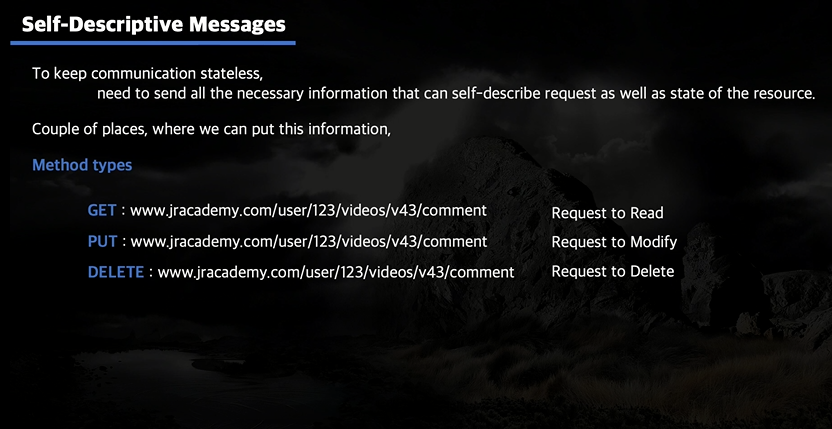 Self-Descriptive Messages
To keep communication stateless,
need to send all the necessary information that can self-describe request as well as state of the resource.
Couple of places, where we can put this information,
Method types
GET : www.jracademy.com/user/123/videos/v43/comment Request to Read
PUT : www.jracademy.com/user/123/videos/v43/comment Request to Modify
DELETE : www.jracademy.com/user/123/videos/v43/comment Request to Delete